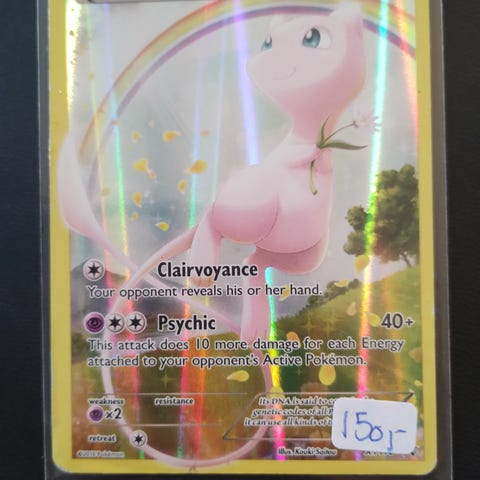 Clairvoyance
Your opponent reveals his or her hand.
Psychic 40+
This attack does 10 more damage for each Energy
attached to your opponent's Active Pokémon.
weakness resistance
×2
retreat
Its DNA is said to
genetic codes of all
it can use all kinds of
Illus. Kouki Saitou
150,-